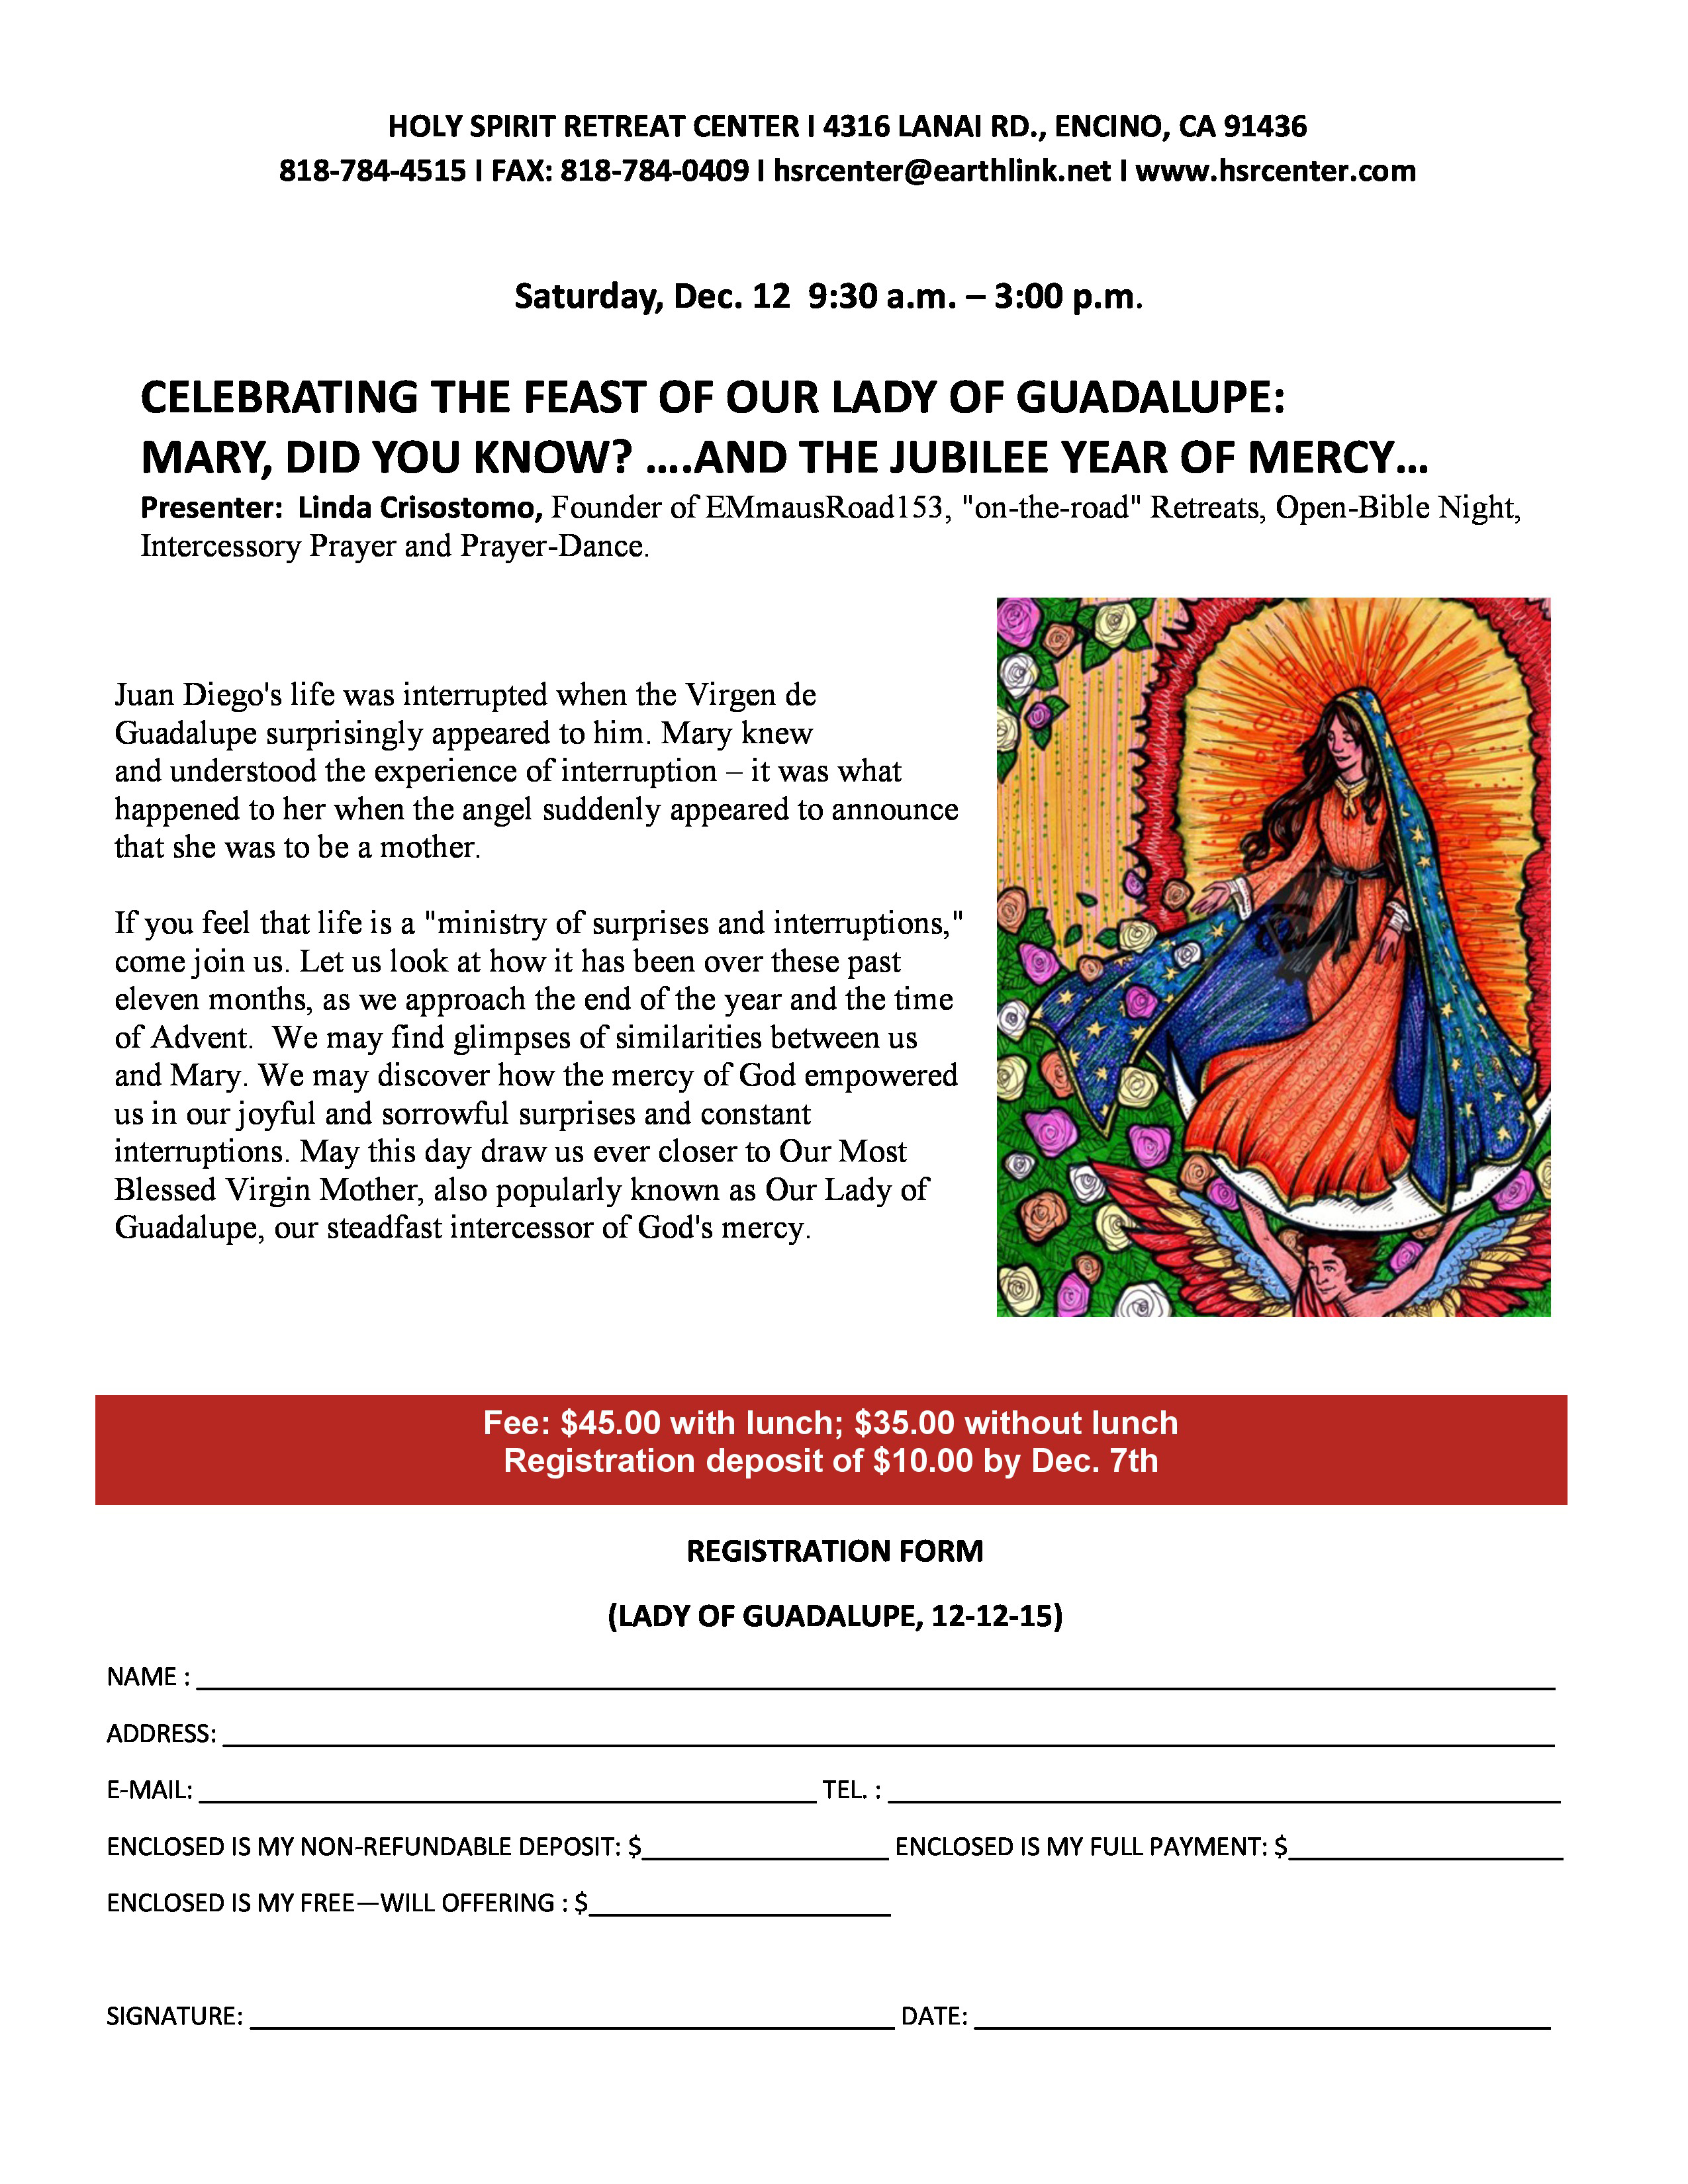 HOLY SPIRIT RETREAT CENTER I 4316 LANAI RD., ENCINO, CA 91436
818-784-4515 I FAX: 818-784-0409 I hsrcenter@earthlink.net I www.hsrcenter.com
Saturday, Dec. 12  9:30 a.m. – 3:00 p.m.
CELEBRATING THE FEAST OF OUR LADY OF GUADALUPE:
MARY, DID YOU KNOW? ….AND THE JUBILEE YEAR OF MERCY…
Presenter:  Linda Crisostomo, Founder of EMmausRoad153, "on-the-road" Retreats, Open-Bible Night,
Intercessory Prayer and Prayer-Dance.
Juan Diego's life was interrupted when the Virgen de
Guadalupe surprisingly appeared to him. Mary knew
and understood the experience of interruption – it was what
happened to her when the angel suddenly appeared to announce
that she was to be a mother.
If you feel that life is a "ministry of surprises and interruptions,"
come join us. Let us look at how it has been over these past
eleven months, as we approach the end of the year and the time
of Advent.  We may find glimpses of similarities between us
and Mary. We may discover how the mercy of God empowered
us in our joyful and sorrowful surprises and constant
interruptions. May this day draw us ever closer to Our Most
Blessed Virgin Mother, also popularly known as Our Lady of
Guadalupe, our steadfast intercessor of God's mercy.
Fee: $45.00 with lunch; $35.00 without lunch
Registration deposit of $10.00 by Dec. 7th
REGISTRATION FORM
(LADY OF GUADALUPE, 12-12-15)
NAME :
ADDRESS:
E-MAIL: TEL. :
ENCLOSED IS MY NON-REFUNDABLE DEPOSIT: $ ENCLOSED IS MY FULL PAYMENT: $
ENCLOSED IS MY FREE—WILL OFFERING : $
SIGNATURE: DATE: